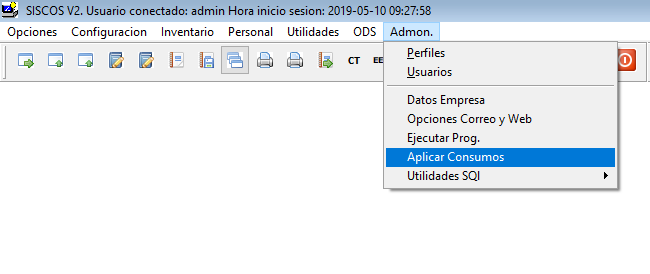 SISCOS V2. Usuario conectado: admin Hora inicio sesion: 2019-05-10 09:27:58
Opciones Configuracion Inventario Personal Utilidades ODS Admon.
CT EE
Perfiles
Usuarios
Datos Empresa
Opciones Correo y Web
Ejecutar Prog.
Aplicar Consumos
Utilidades SQl